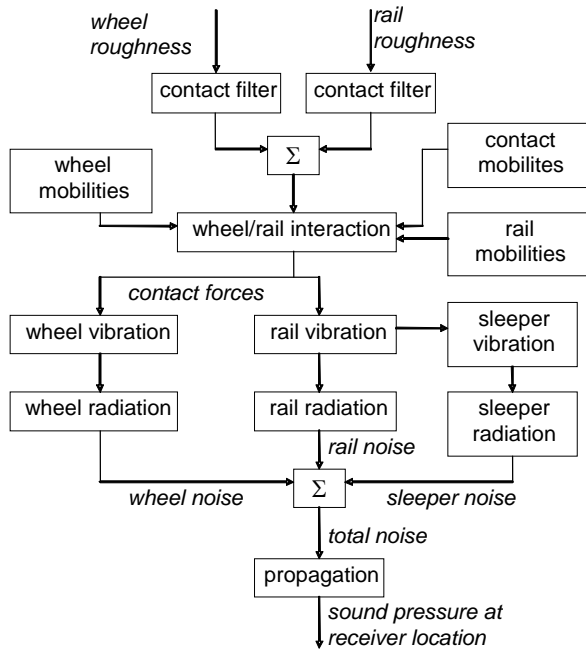 wheel
roughness
rail
roughness
contact filter
contact filter
Σ
wheel
mobilities
contact
mobilites
wheel/rail interaction
rail
mobilities
contact forces
wheel vibration
rail vibration
sleeper
vibration
wheel radiation
rail radiation
sleeper
radiation
rail noise
wheel noise
Σ
sleeper noise
total noise
propagation
sound pressure at
receiver location